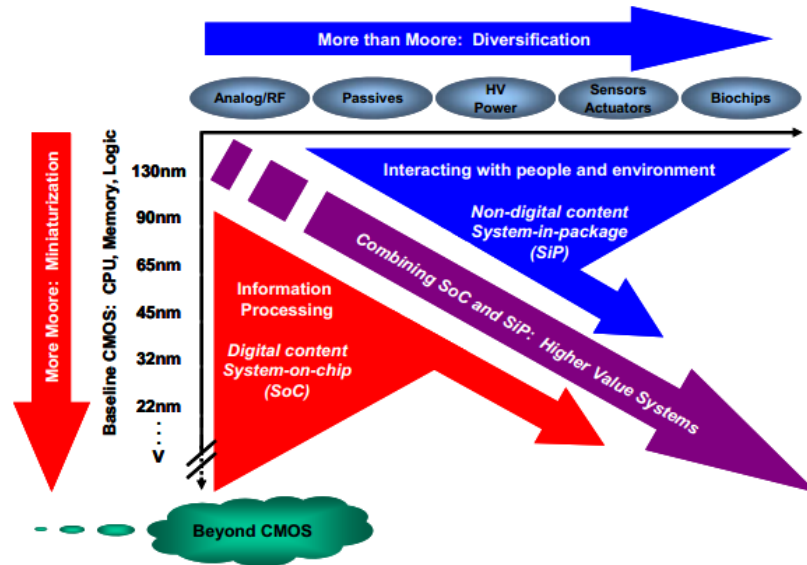 More than Moore: Diversification
Analog/RF
Passives
HV
Power
Sensors
Actuators
Biochips
More Moore: Miniaturization
Baseline CMOS: CPU, Memory, Logic
130nm
90nm
65nm
45nm
32nm
22nm
V
Interacting with people and environment
Non-digital content
System-in-package
(SiP)
Combining SoC and SiP: Higher Value Systems
Information
Processing
Digital content
System-on-chip
(SoC)
Beyond CMOS